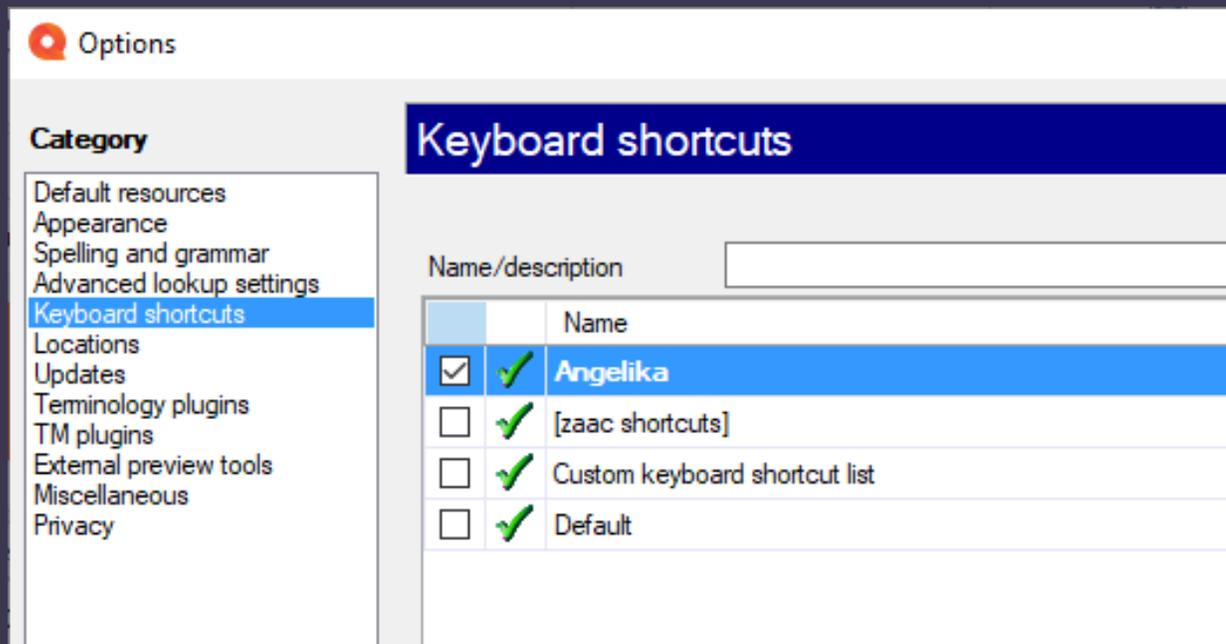 Options
Category
Default resources
Appearance
Spelling and grammar
Advanced lookup settings
Keyboard shortcuts
Locations
Updates
Terminology plugins
TM plugins
External preview tools
Miscellaneous
Privacy
Keyboard shortcuts
Name/description
Name
Angelika
[zaac shortcuts]
Custom keyboard shortcut list
Default